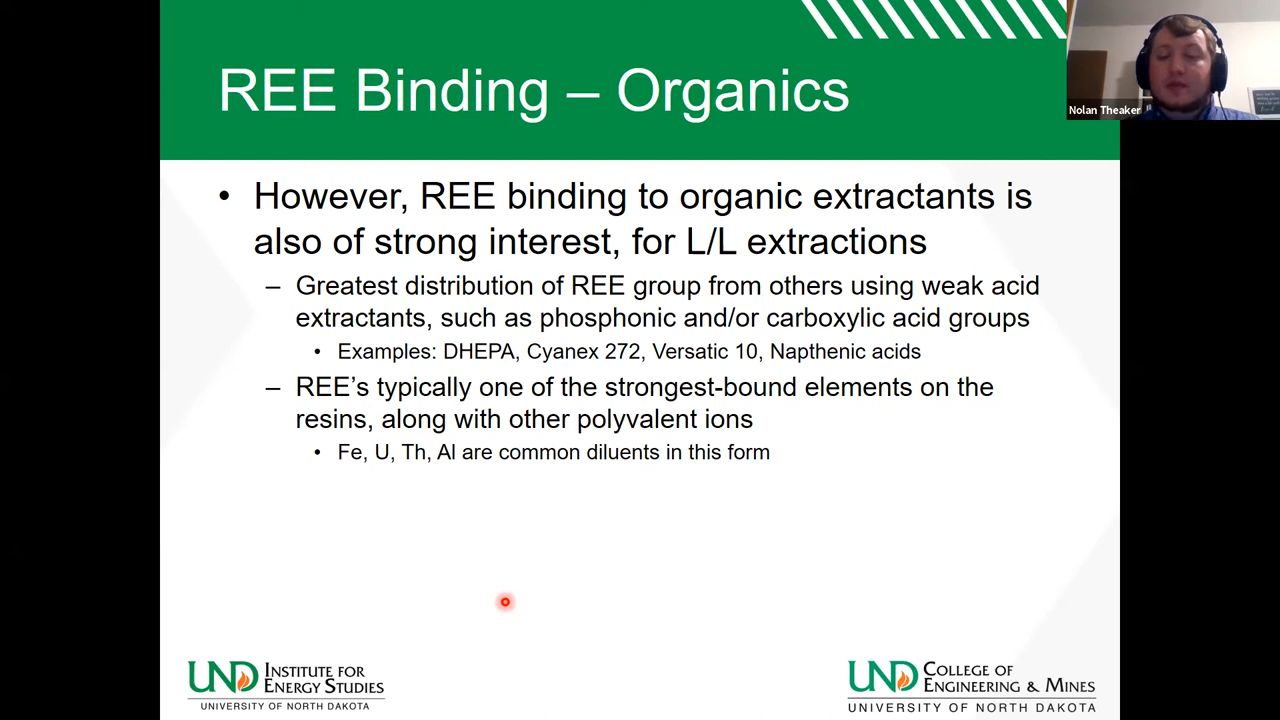 REE Binding – Organics
Nolan Theaker
• However, REE binding to organic extractants is
also of strong interest, for L/L extractions
– Greatest distribution of REE group from others using weak acid
extractants, such as phosphonic and/or carboxylic acid groups
• Examples: DHEPA, Cyanex 272, Versatic 10, Napthenic acids
– REE's typically one of the strongest-bound elements on the
resins, along with other polyvalent ions
• Fe, U, Th, Al are common diluents in this form
UND INSTITUTE FOR
ENERGY STUDIES
UNIVERSITY OF NORTH DAKOTA
UND COLLEGE OF
ENGINEERING & MINES
UNIVERSITY OF NORTH DAKOTA